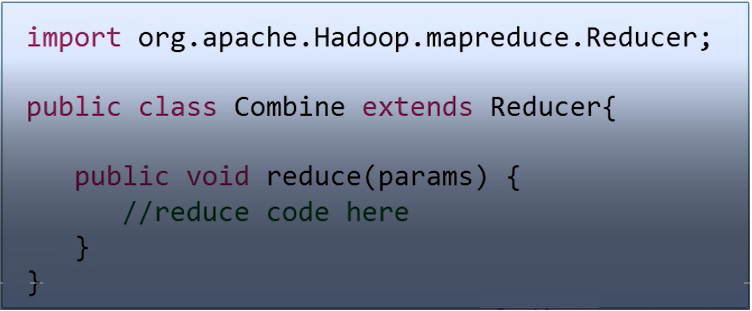 import org.apache.Hadoop.mapreduce.Reducer;
public class Combine extends Reducer{
public void reduce(params) {
//reduce code here
}
}